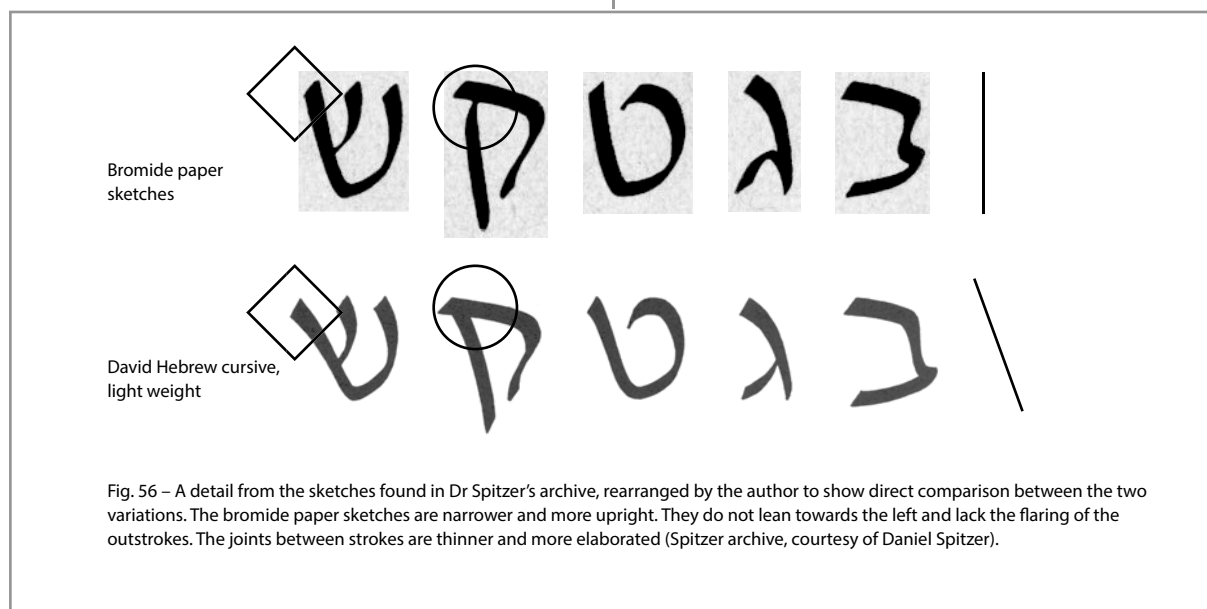 שקטגב
Bromide paper
sketches
שקטגב
David Hebrew cursive,
light weight
Fig. 56 – A detail from the sketches found in Dr Spitzer’s archive, rearranged by the author to show direct comparison between the two
variations. The bromide paper sketches are narrower and more upright. They do not lean towards the left and lack the flaring of the
outstrokes. The joints between strokes are thinner and more elaborated (Spitzer archive, courtesy of Daniel Spitzer).